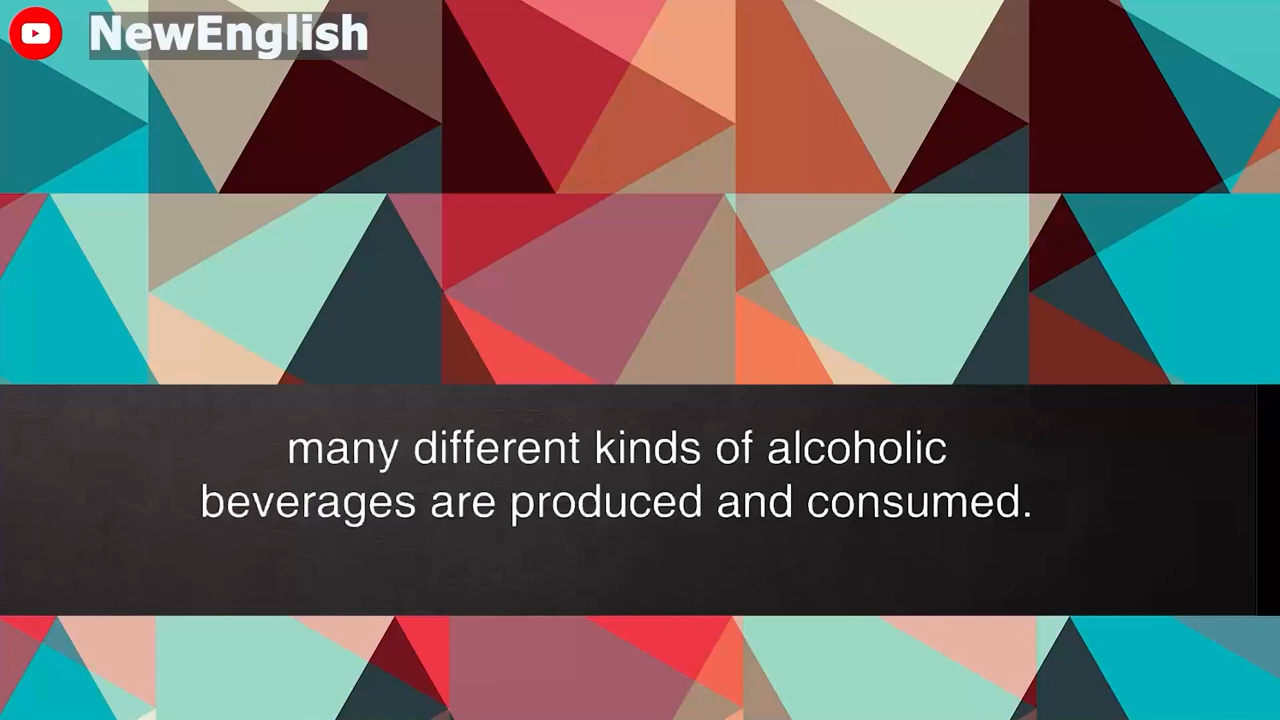 NewEnglish
many different kinds of alcoholic
beverages are produced and consumed.